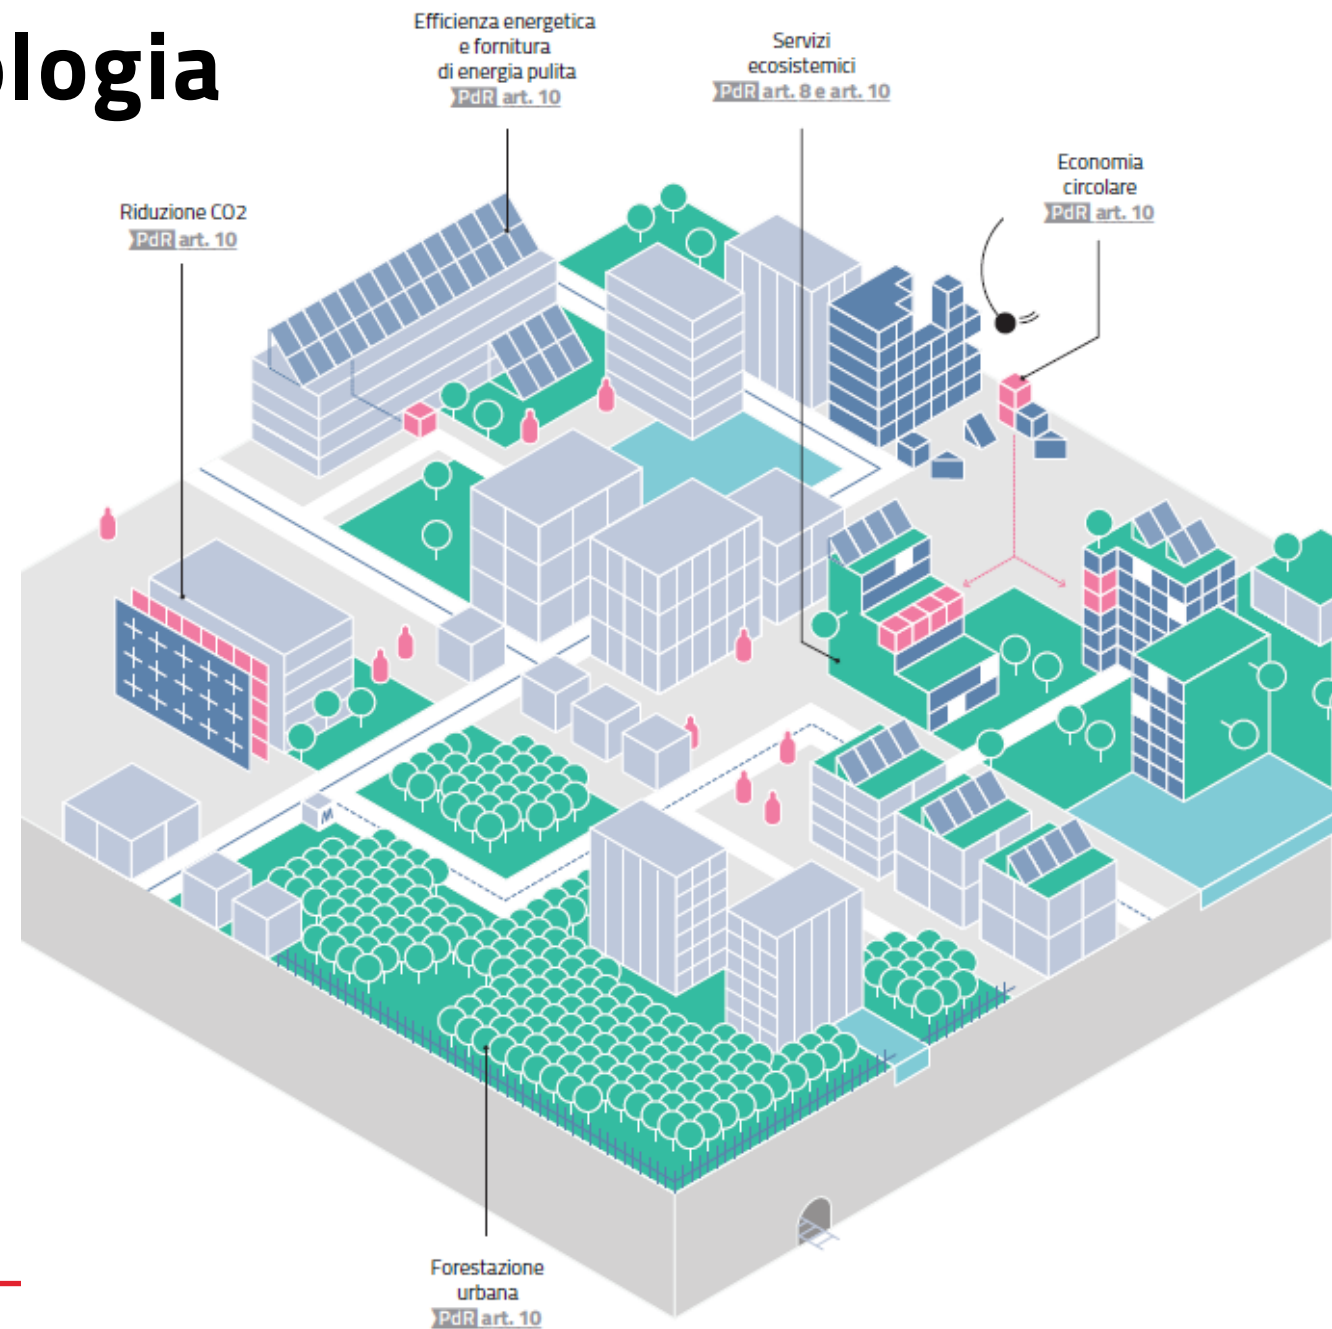 ologia
Efficienza energetica
e fornitura
di energia pulita
PdR art. 10
Servizi
ecosistemici
PdR art. 8 e art. 10
Economia
circolare
PdR art. 10
Riduzione CO2
PdR art. 10
M
Forestazione
urbana
PdR art. 10